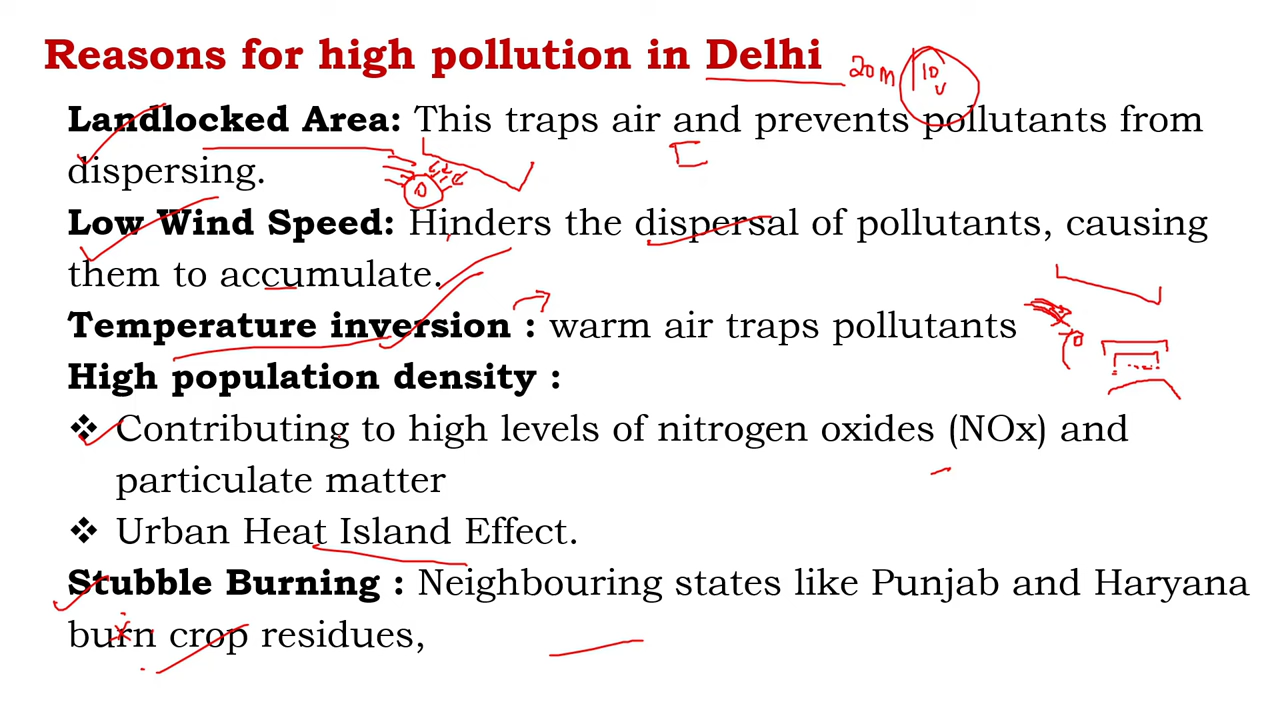 Reasons for high pollution in Delhi 20m 10
Landlocked Area: This traps air and prevents pollutants from
dispersing.
Low Wind Speed: Hinders the dispersal of pollutants, causing
them to accumulate.
Temperature inversion : warm air traps pollutants
High population density :
❖ Contributing to high levels of nitrogen oxides (NOx) and
particulate matter
❖ Urban Heat Island Effect.
Stubble Burning : Neighbouring states like Punjab and Haryana
burn crop residues,